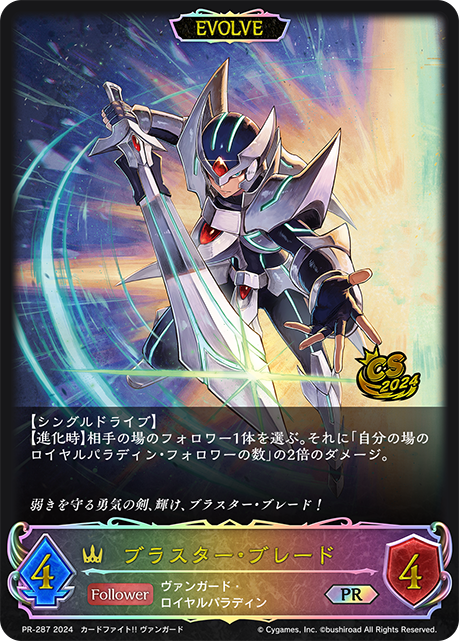 EVOLVE
CS
2024
【シングルドライブ】
【進化時】相手の場のフォロワー1体を選ぶ。それに「自分の場の
ロイヤルパラディン・フォロワーの数」の2倍のダメージ。
弱きを守る勇気の剣、輝け、ブラスター・ブレード！
4
ブラスター・ブレード
4
Follower
ヴァンガード・
ロイヤルパラディン
PR
PR-287 2024 カードファイト!! ヴァンガード
© Cygames, Inc. ©bushiroad All Rights Reserved.